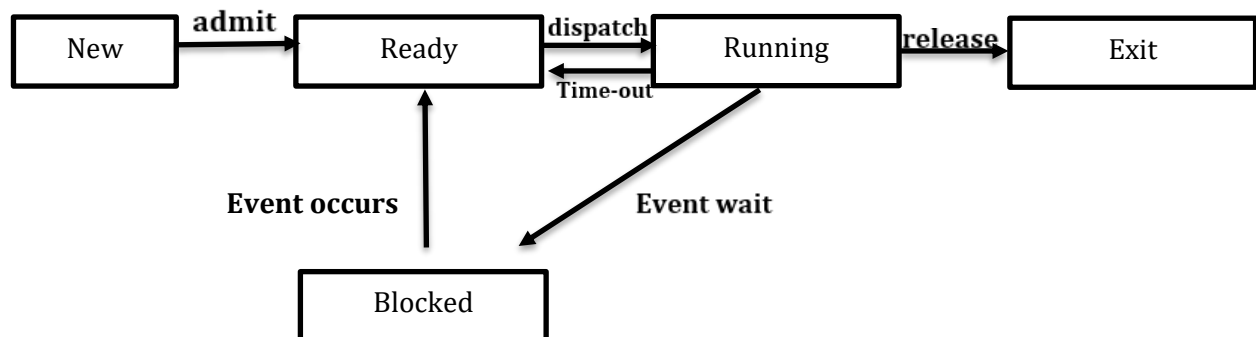 admit
dispatch
New
Ready
Running
release
Exit
Time-out
Event occurs
Event wait
Blocked